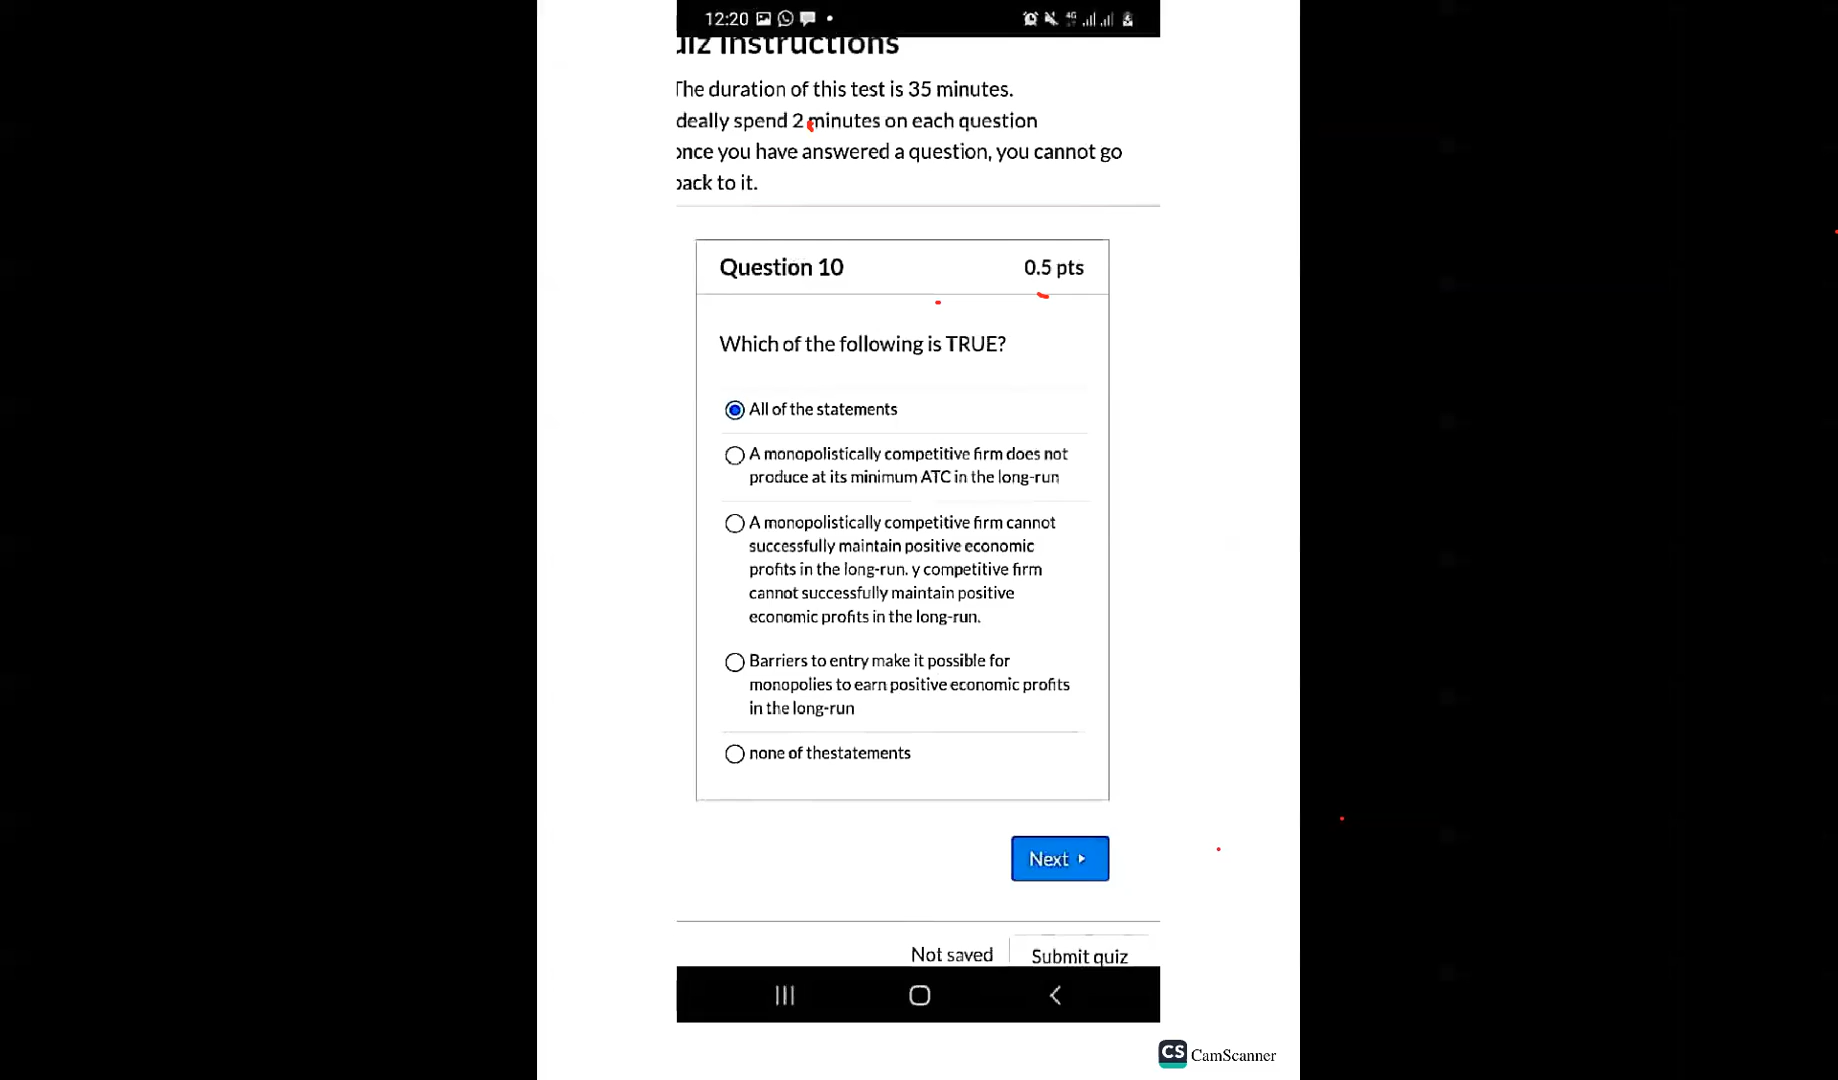 12:20
4G
uiz Instructions
The duration of this test is 35 minutes.
deally spend 2 minutes on each question
once you have answered a question, you cannot go
back to it.
Question 10
0.5 pts
Which of the following is TRUE?
All of the statements
A monopolistically competitive firm does not
produce at its minimum ATC in the long-run
A monopolistically competitive firm cannot
successfully maintain positive economic
profits in the long-run. y competitive firm
cannot successfully maintain positive
economic profits in the long-run.
Barriers to entry make it possible for
monopolies to earn positive economic profits
in the long-run
none of thestatements
Next
Not saved
Submit quiz
CS CamScanner